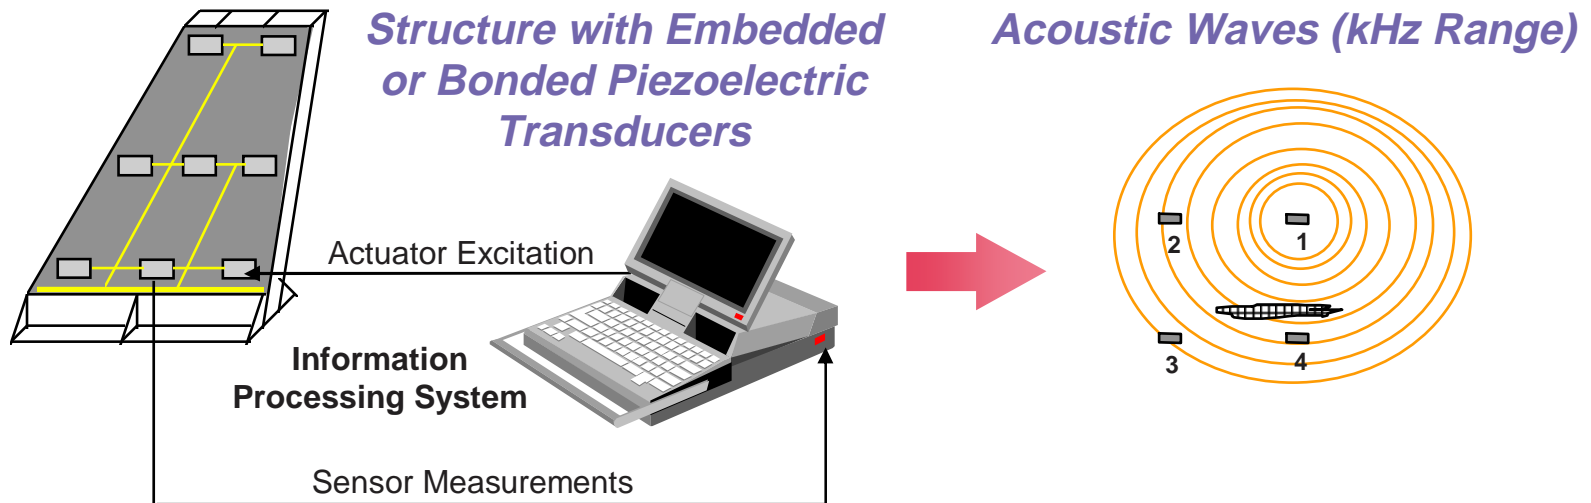 Structure with Embedded
or Bonded Piezoelectric
Transducers
Acoustic Waves (kHz Range)
Actuator Excitation
Information
Processing System
Sensor Measurements
2
1
3
4